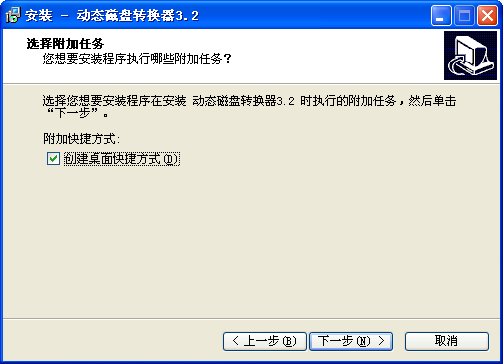 安装 - 动态磁盘转换器3.2
选择附加任务
您想要安装程序执行哪些附加任务？
选择您想要安装程序在安装 动态磁盘转换器3.2 时执行的附加任务，然后单击
“下一步”。
附加快捷方式:
创建桌面快捷方式(D)
< 上一步(B)
下一步(N) >
取消